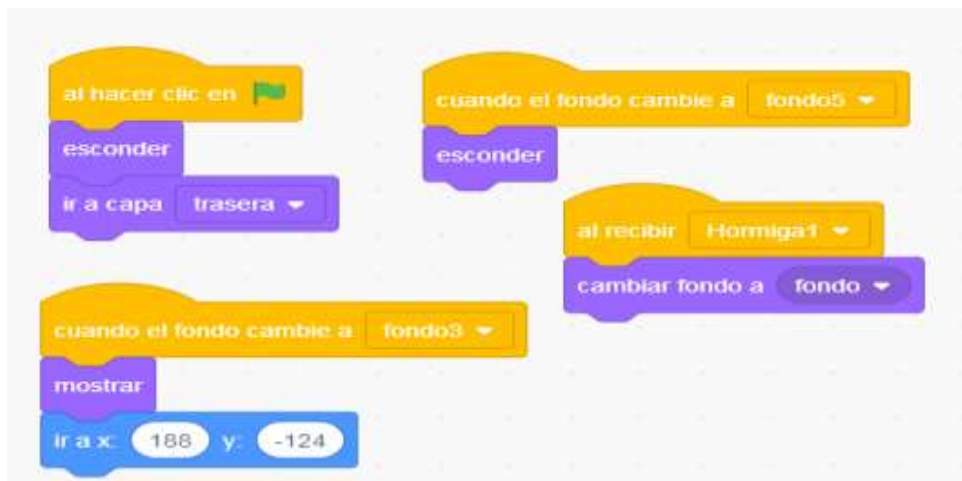 al hacer clic en
esconder
ir a capa trasera
cuando el fondo cambie a fondo5
esconder
al recibir Hormiga1
cambiar fondo a fondo
cuando el fondo cambie a fondo3
mostrar
ir a x: 188 y: -124